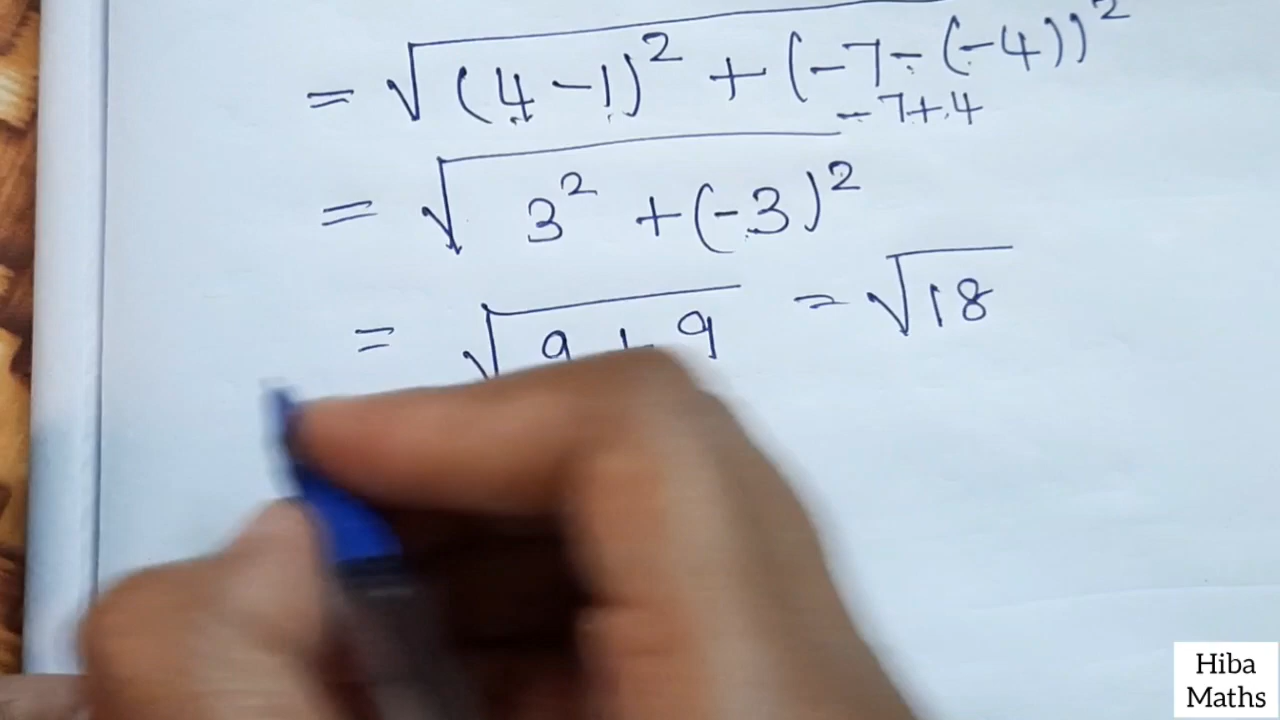 = √(4-1)² + (-7-(-4))²
-7+4
= √3² +(-3)²
= √9 + 9 = √18
Hiba
Maths